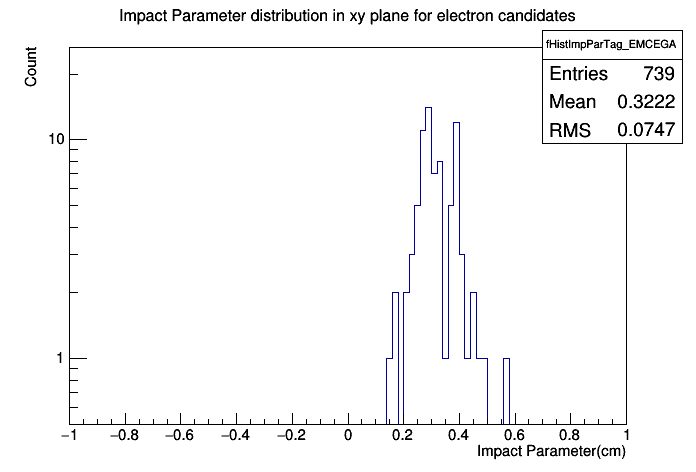 Impact Parameter distribution in xy plane for electron candidates
fHistImpParTag_EMCEGA
Entries 739
Mean 0.3222
RMS 0.0747
Count
10
1
−1 −0.8 −0.6 −0.4 −0.2 0 0.2 0.4 0.6 0.8 1
Impact Parameter(cm)